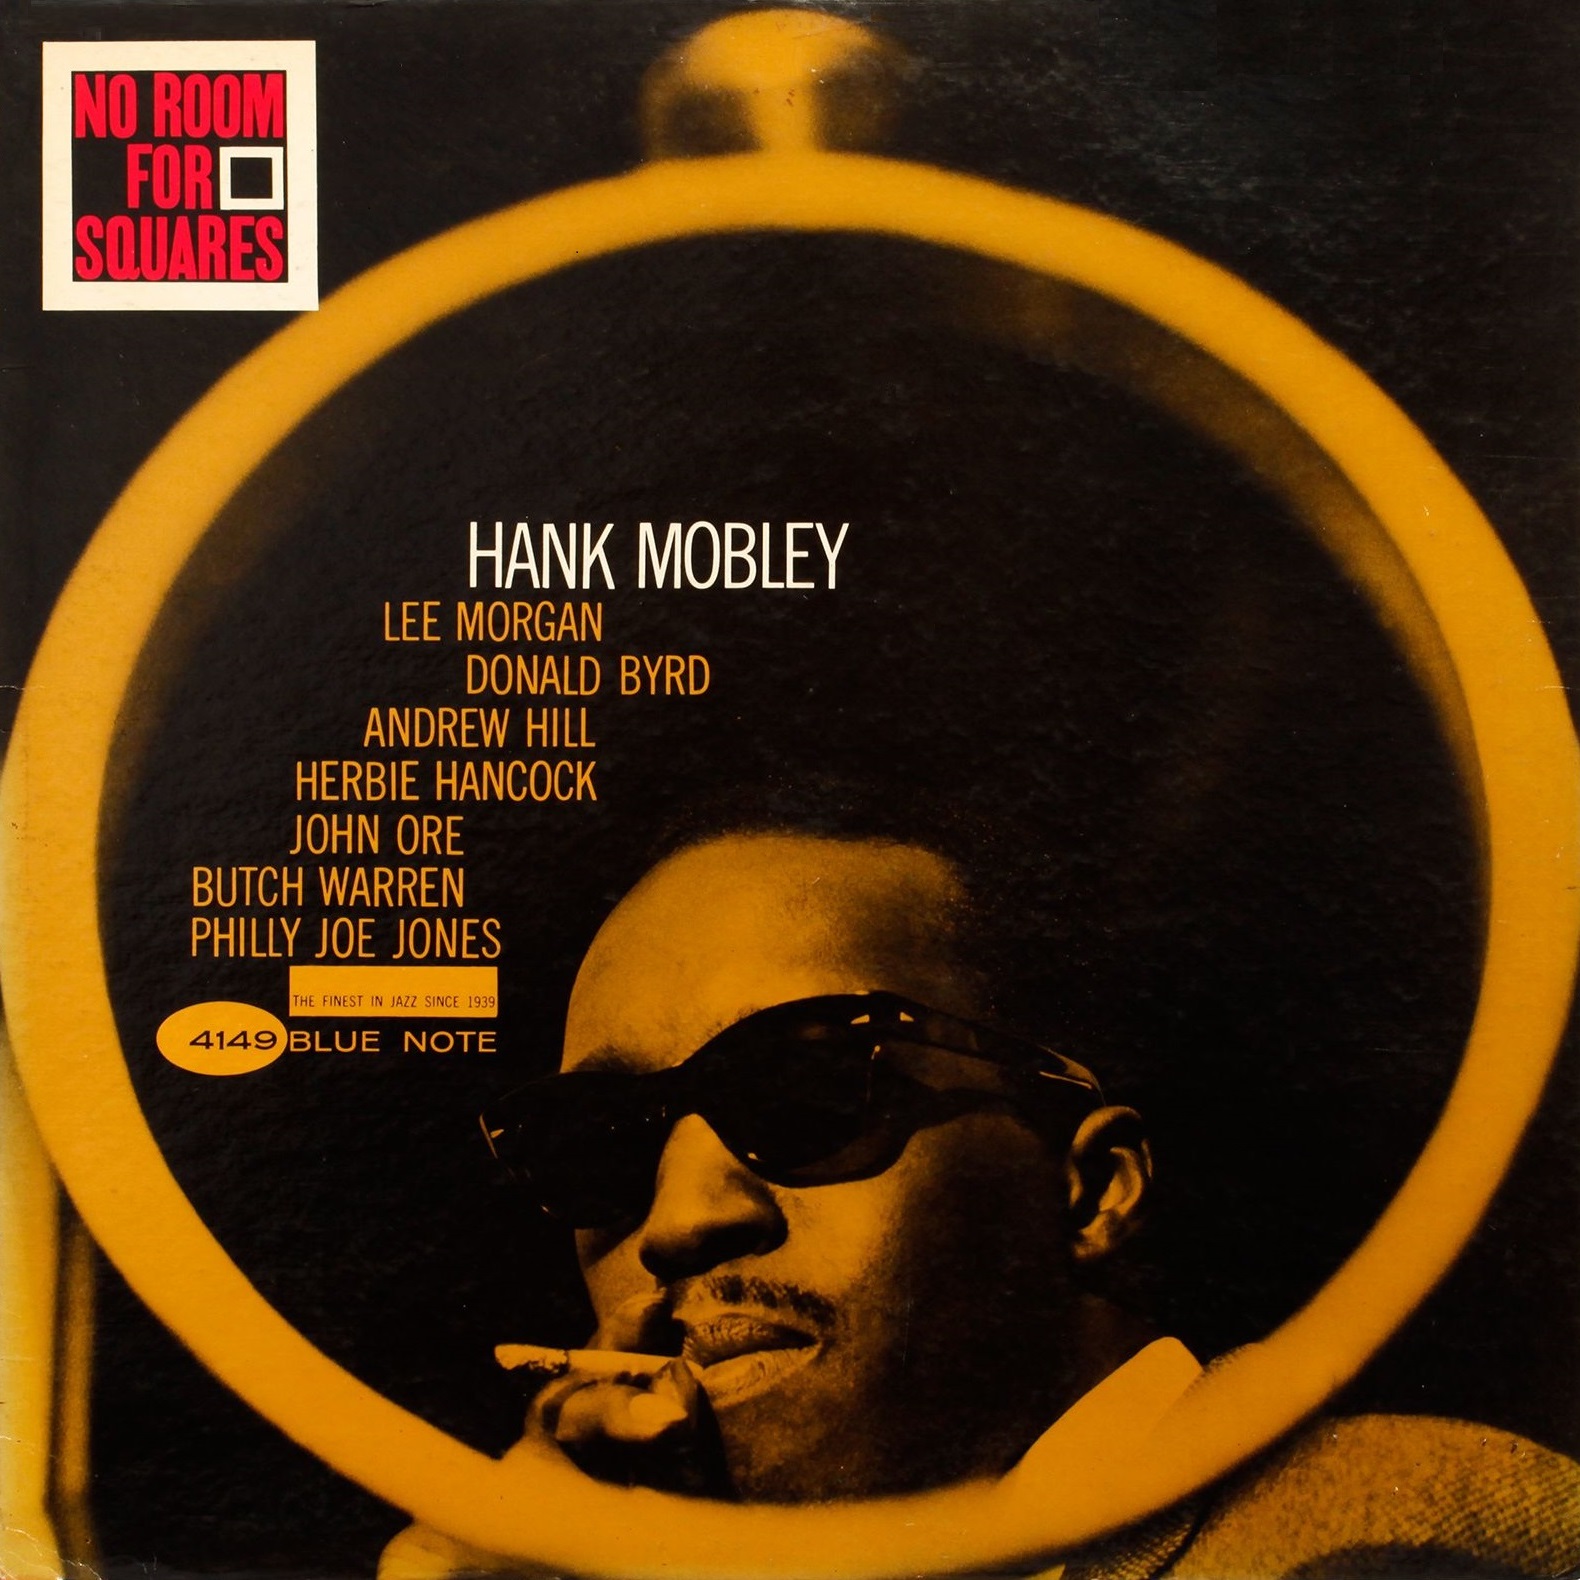 NO ROOM
FOR
SQUARES
HANK MOBLEY
LEE MORGAN
DONALD BYRD
ANDREW HILL
HERBIE HANCOCK
JOHN ORE
BUTCH WARREN
PHILLY JOE JONES
THE FINEST IN JAZZ SINCE 1939
4149 BLUE NOTE